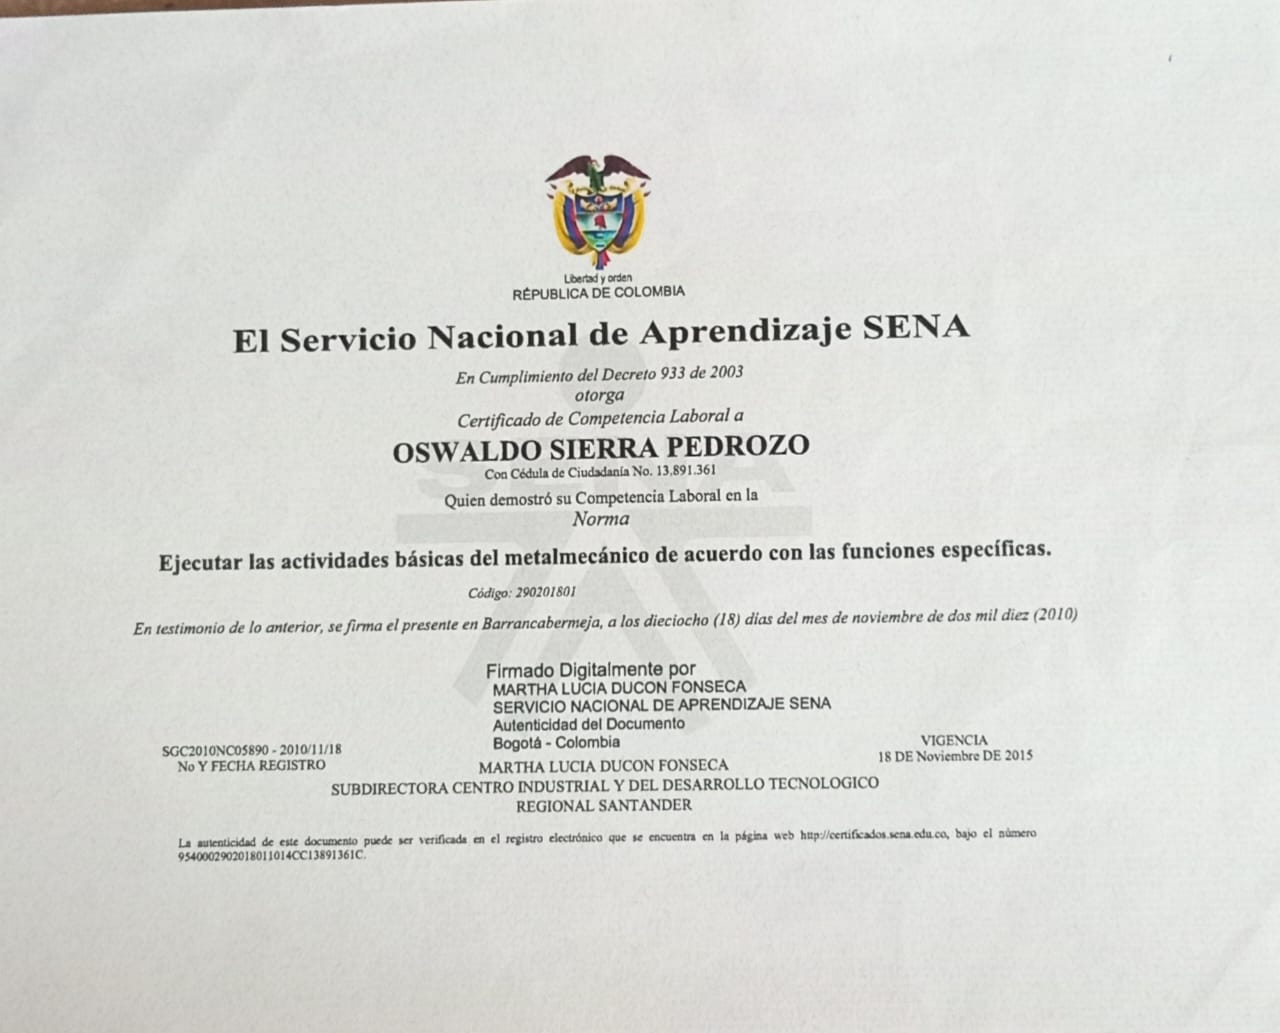 Libertad y orden
RÉPUBLICA DE COLOMBIA
El Servicio Nacional de Aprendizaje SENA
En Cumplimiento del Decreto 933 de 2003
otorga
Certificado de Competencia Laboral a
OSWALDO SIERRA PEDROZO
Con Cédula de Ciudadanía No. 13,891.361
Quien demostró su Competencia Laboral en la
Norma
Ejecutar las actividades básicas del metalmecánico de acuerdo con las funciones específicas.
Código: 290201801
En testimonio de lo anterior, se firma el presente en Barrancabermeja, a los dieciocho (18) días del mes de noviembre de dos mil diez (2010)
Firmado Digitalmente por
MARTHA LUCIA DUCON FONSECA
SERVICIO NACIONAL DE APRENDIZAJE SENA
Autenticidad del Documento
Bogotá - Colombia
SGC2010NC05890 - 2010/11/18
No Y FECHA REGISTRO
VIGENCIA
18 DE Noviembre DE 2015
MARTHA LUCIA DUCON FONSECA
SUBDIRECTORA CENTRO INDUSTRIAL Y DEL DESARROLLO TECNOLOGICO
REGIONAL SANTANDER
La autenticidad de este documento puede ser verificada en el registro electrónico que se encuentra en la página web http://certificados.sena.edu.co, bajo el número
9540002902018011014CC13891361C.